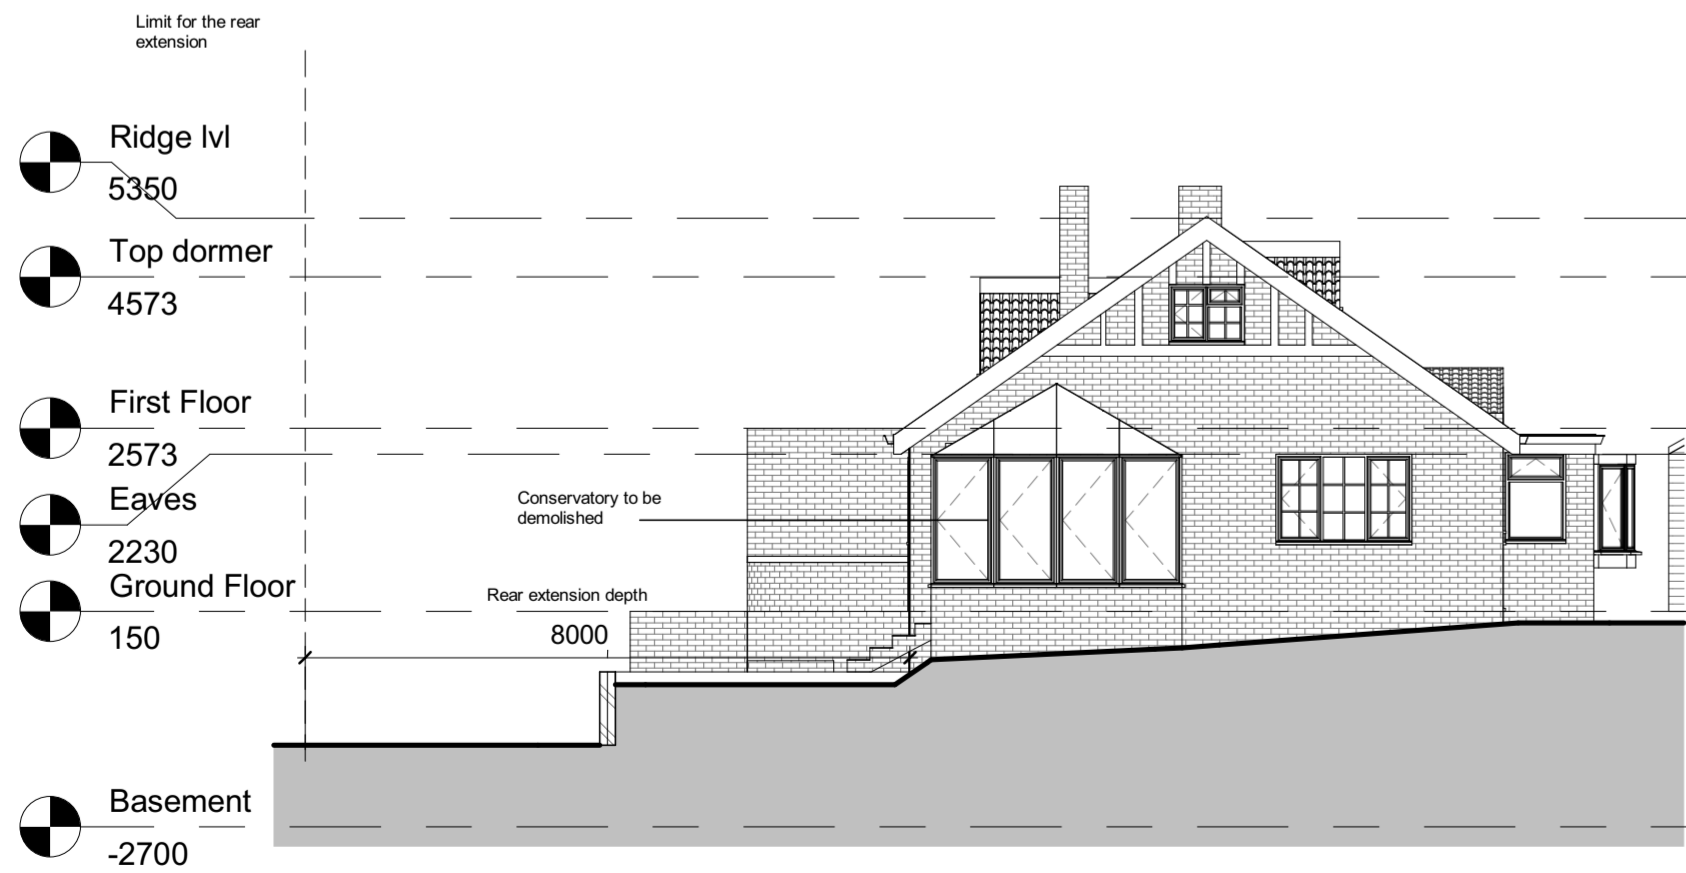 Limit for the rear
extension
Ridge lvl
5350
Top dormer
4573
First Floor
2573
Eaves
2230
Conservatory to be
demolished
Ground Floor
150
Rear extension depth
8000
Basement
-2700